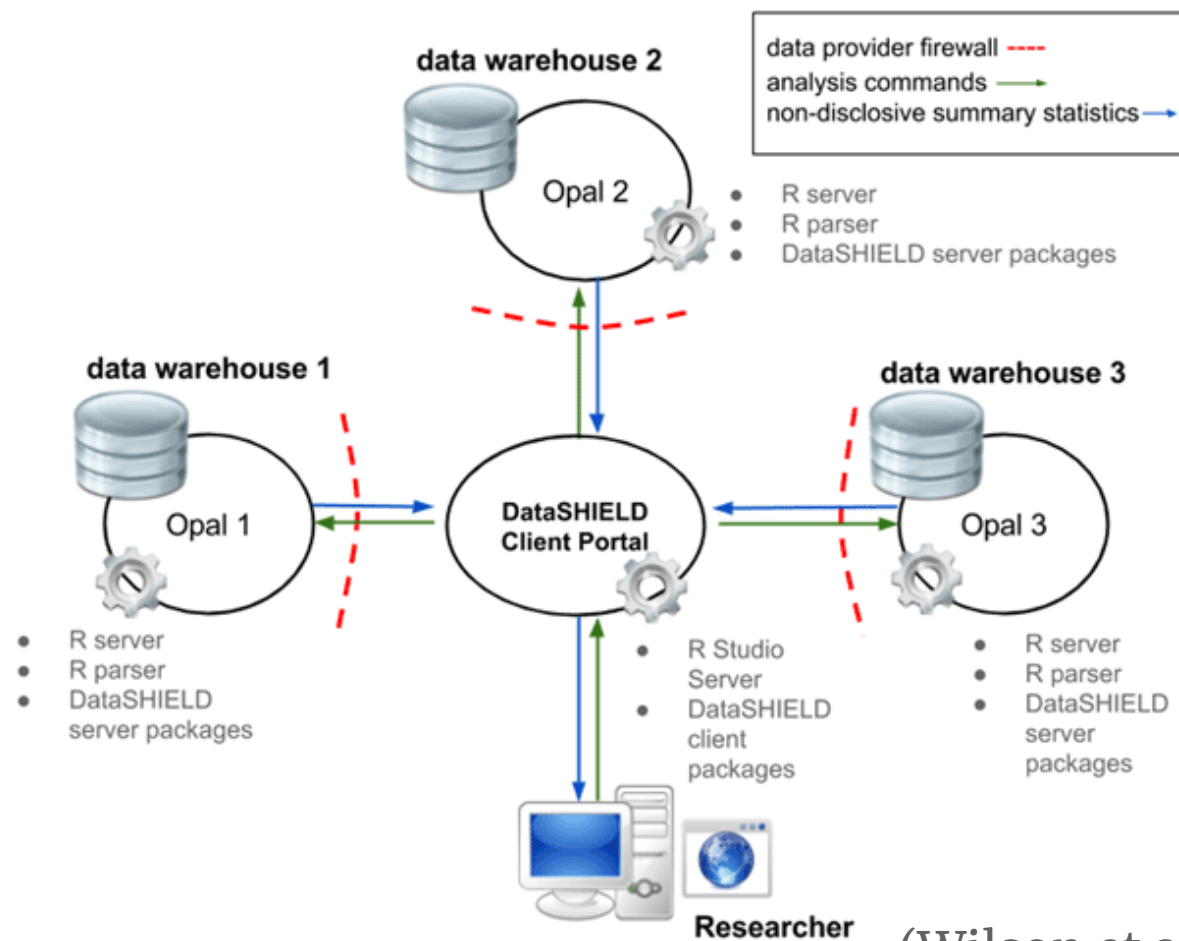 data provider firewall
analysis commands
non-disclosive summary statistics
data warehouse 2
Opal 2
● R server
● R parser
● DataSHIELD server packages
data warehouse 1
Opal 1
● R server
● R parser
● DataSHIELD
server packages
data warehouse 3
Opal 3
● R server
● R parser
● DataSHIELD
server
packages
DataSHIELD
Client Portal
● R Studio
Server
● DataSHIELD
client
packages
Researcher
(Wilson et a